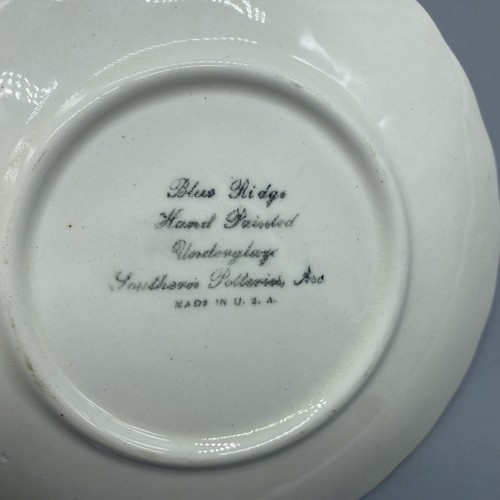 Blue Ridge
Hand Painted
Underglaze
Southern Potteries, Inc
MADE IN U. S. A.